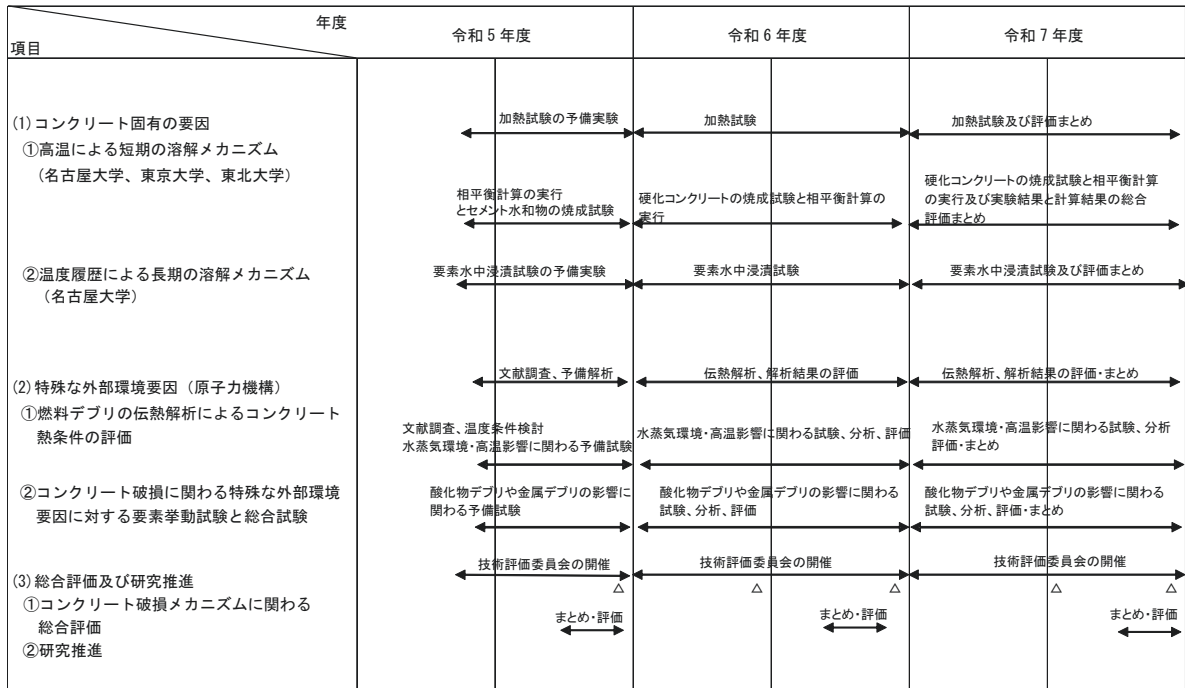 年度
項目
令和5年度
令和6年度
令和7年度
(1)コンクリート固有の要因
①高温による短期の溶解メカニズム
(名古屋大学、東京大学、東北大学)
加熱試験の予備実験
加熱試験
加熱試験及び評価まとめ
相平衡計算の実行
とセメント水和物の焼成試験
硬化コンクリートの焼成試験と相平衡計算の
実行
硬化コンクリートの焼成試験と相平衡計算
の実行及び実験結果と計算結果の総合
評価まとめ
②温度履歴による長期の溶解メカニズム
(名古屋大学)
要素水中浸漬試験の予備実験
要素水中浸漬試験
要素水中浸漬試験及び評価まとめ
(2)特殊な外部環境要因(原子力機構)
①燃料デブリの伝熱解析によるコンクリート
熱条件の評価
文献調査、予備解析
伝熱解析、解析結果の評価
伝熱解析、解析結果の評価・まとめ
文献調査、温度条件検討
水蒸気環境・高温影響に関わる予備試験
水蒸気環境・高温影響に関わる試験、分析、評価
水蒸気環境・高温影響に関わる試験、分析
評価・まとめ
②コンクリート破損に関わる特殊な外部環境
要因に対する要素挙動試験と総合試験
酸化物デブリや金属デブリの影響に
関わる予備試験
酸化物デブリや金属デブリの影響に関わる
試験、分析、評価
酸化物デブリや金属デブリの影響に関わる
試験、分析、評価・まとめ
(3)総合評価及び研究推進
①コンクリート破損メカニズムに関わる
総合評価
②研究推進
技術評価委員会の開催
技術評価委員会の開催
技術評価委員会の開催
△
△
△
△
△
まとめ・評価
まとめ・評価
まとめ・評価